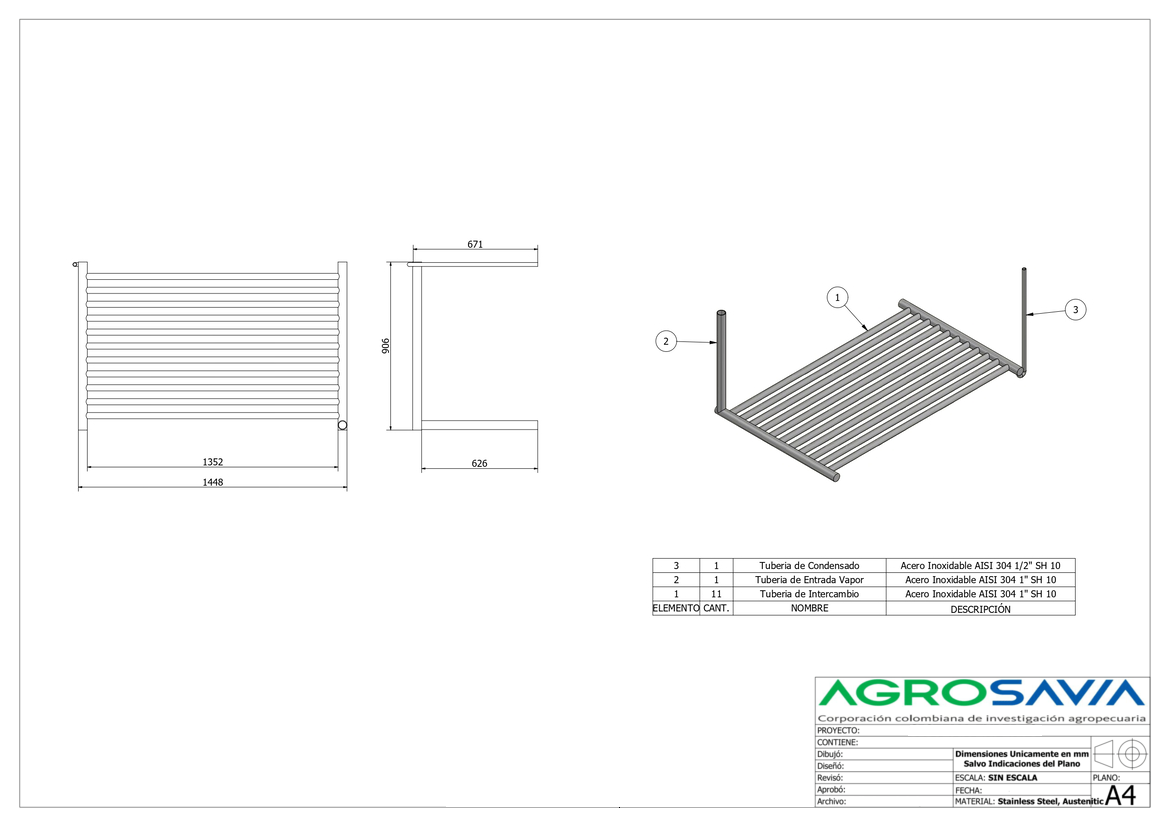 671
906
1352
1448
626
1
2
3
3 1 Tuberia de Condensado Acero Inoxidable AISI 304 1/2" SH 10
2 1 Tuberia de Entrada Vapor Acero Inoxidable AISI 304 1" SH 10
1 11 Tuberia de Intercambio Acero Inoxidable AISI 304 1" SH 10
ELEMENTO CANT. NOMBRE DESCRIPCIÓN
AGROSAVIA
Corporación colombiana de investigación agropecuaria
PROYECTO:
CONTIENE:
Dibujó:
Dimensiones Unicamente en mm
Salvo Indicaciones del Plano
Diseñó:
Revisó: ESCALA: SIN ESCALA PLANO:
Aprobó: FECHA:
Archivo: MATERIAL: Stainless Steel, Austenitic A4